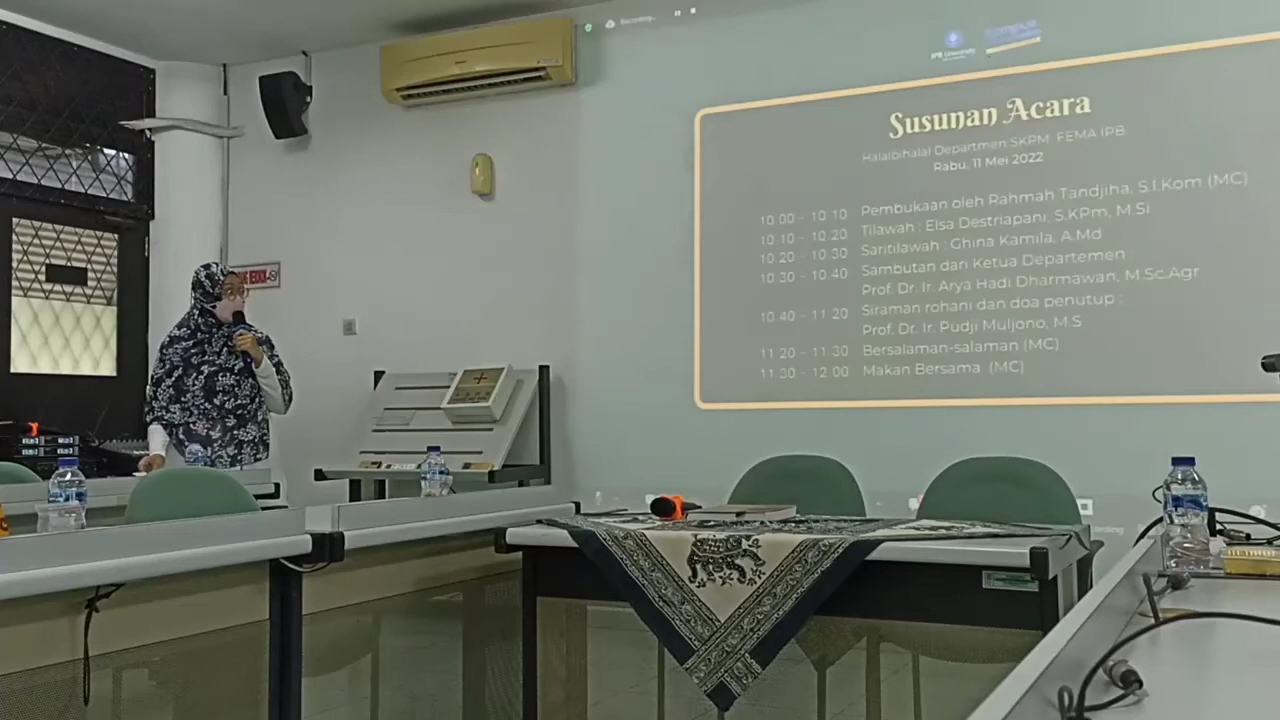 Recording...
IPB University
Susunan Acara
Halalbihalal Departmen SKPM FEMA IPB
Rabu, 11 Mei 2022
10.00 - 10.10 Pembukaan oleh Rahmah Tandjiha, S.I.Kom (MC)
10.10 - 10.20 Tilawah : Elsa Destriapani, S.KPm, M.Si
10.20 - 10.30 Saritilawah : Ghina Kamila, A.Md
10.30 - 10.40 Sambutan dari Ketua Departemen
Prof. Dr. Ir. Arya Hadi Dharmawan, M.Sc.Agr
10.40 - 11.20 Siraman rohani dan doa penutup :
Prof. Dr. Ir. Pudji Muljono, M.S
11.20 - 11.30 Bersalaman-salaman (MC)
11.30 - 12.00 Makan Bersama (MC)